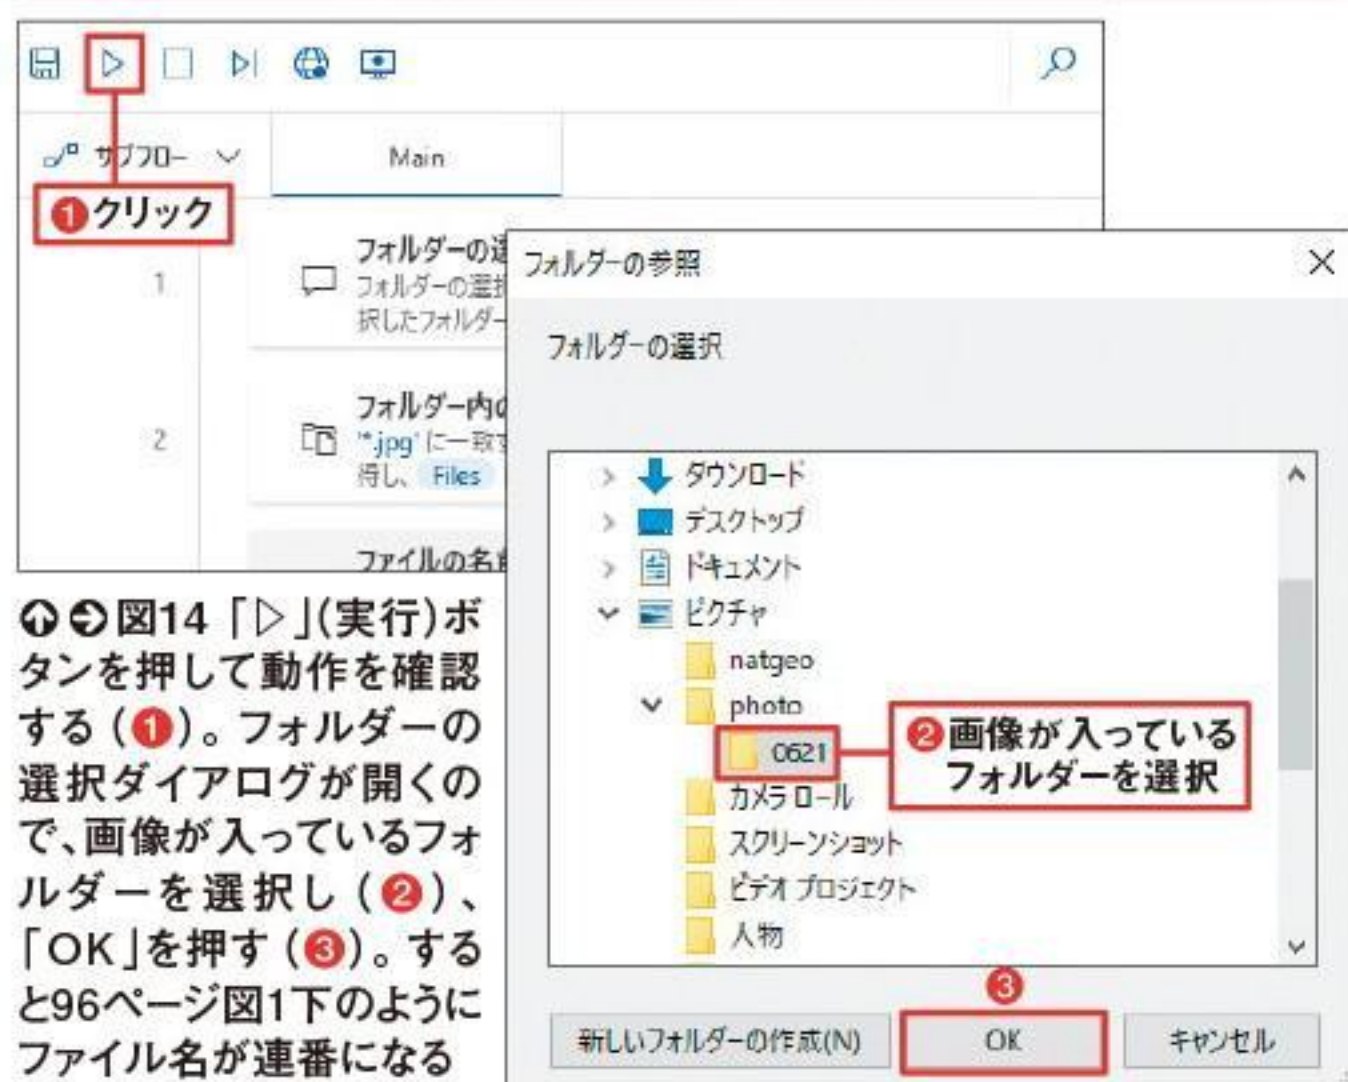 サブフロー
Main
❶クリック
1
フォルダーの選
フォルダーの選択
択したフォルダー
2
フォルダー内の
'*.jpg' に一致す
得し、 Files
ファイルの名前
フォルダーの参照
フォルダーの選択
ダウンロード
デスクトップ
ドキュメント
ピクチャ
natgeo
photo
0621
カメラ ロール
スクリーンショット
ビデオ プロジェクト
人物
❷画像が入っている
フォルダーを選択
❸
新しいフォルダーの作成(N)
OK
キャンセル
図14 「▷」(実行)ボ
タンを押して動作を確認
する(❶)。フォルダーの
選択ダイアログが開くの
で、画像が入っているフォ
ルダーを選択し(❷)、
「OK」を押す(❸)。する
と96ページ図1下のように
ファイル名が連番になる